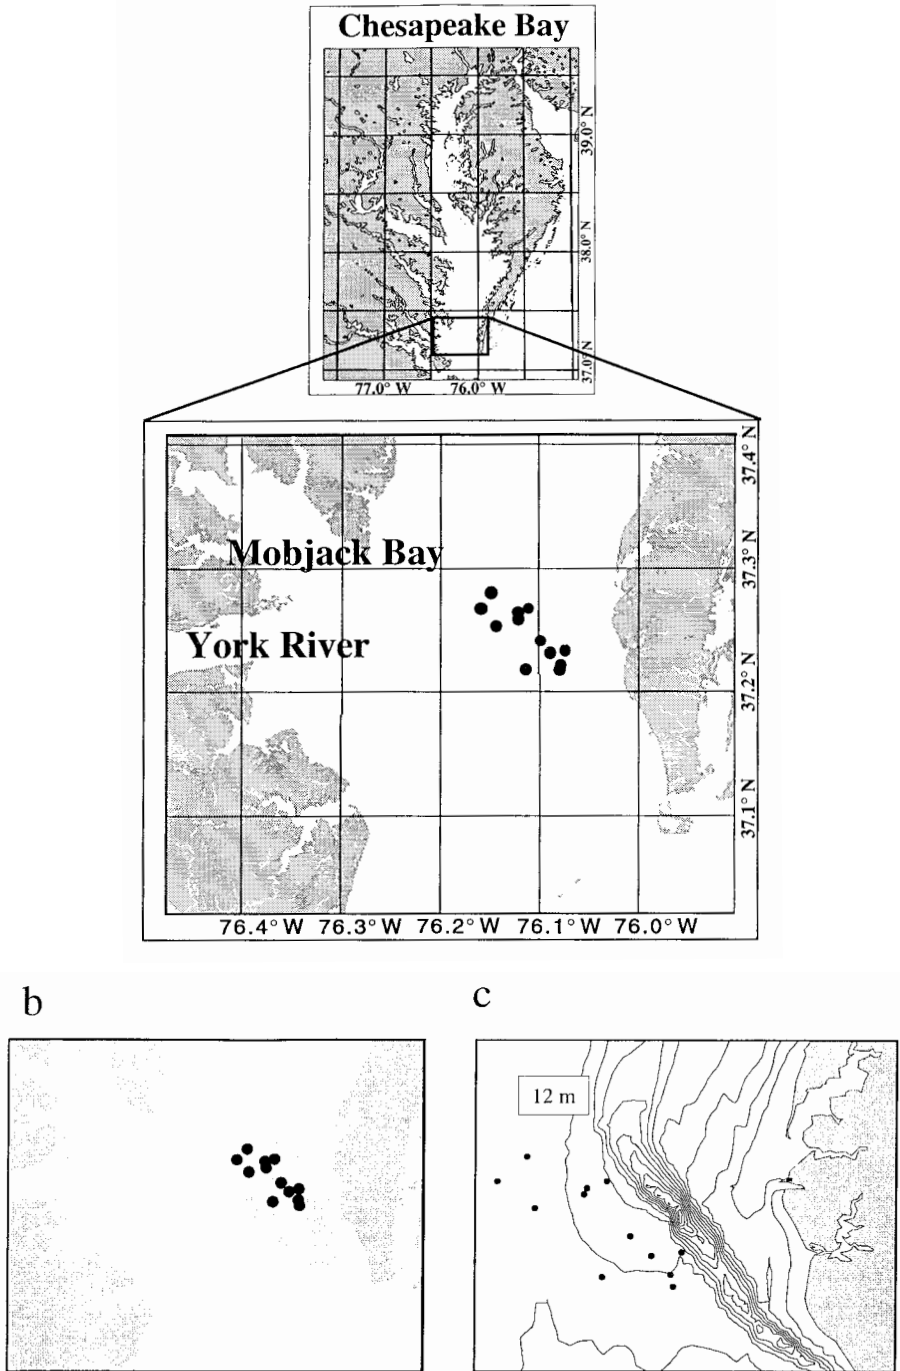 Chesapeake Bay
39.0° N
38.0° N
37.0° N
77.0° W 76.0° W
37.4° N
Mobjack Bay
37.3° N
York River
37.2° N
37.1° N
76.4° W 76.3° W 76.2° W 76.1° W 76.0° W
b
c
12 m